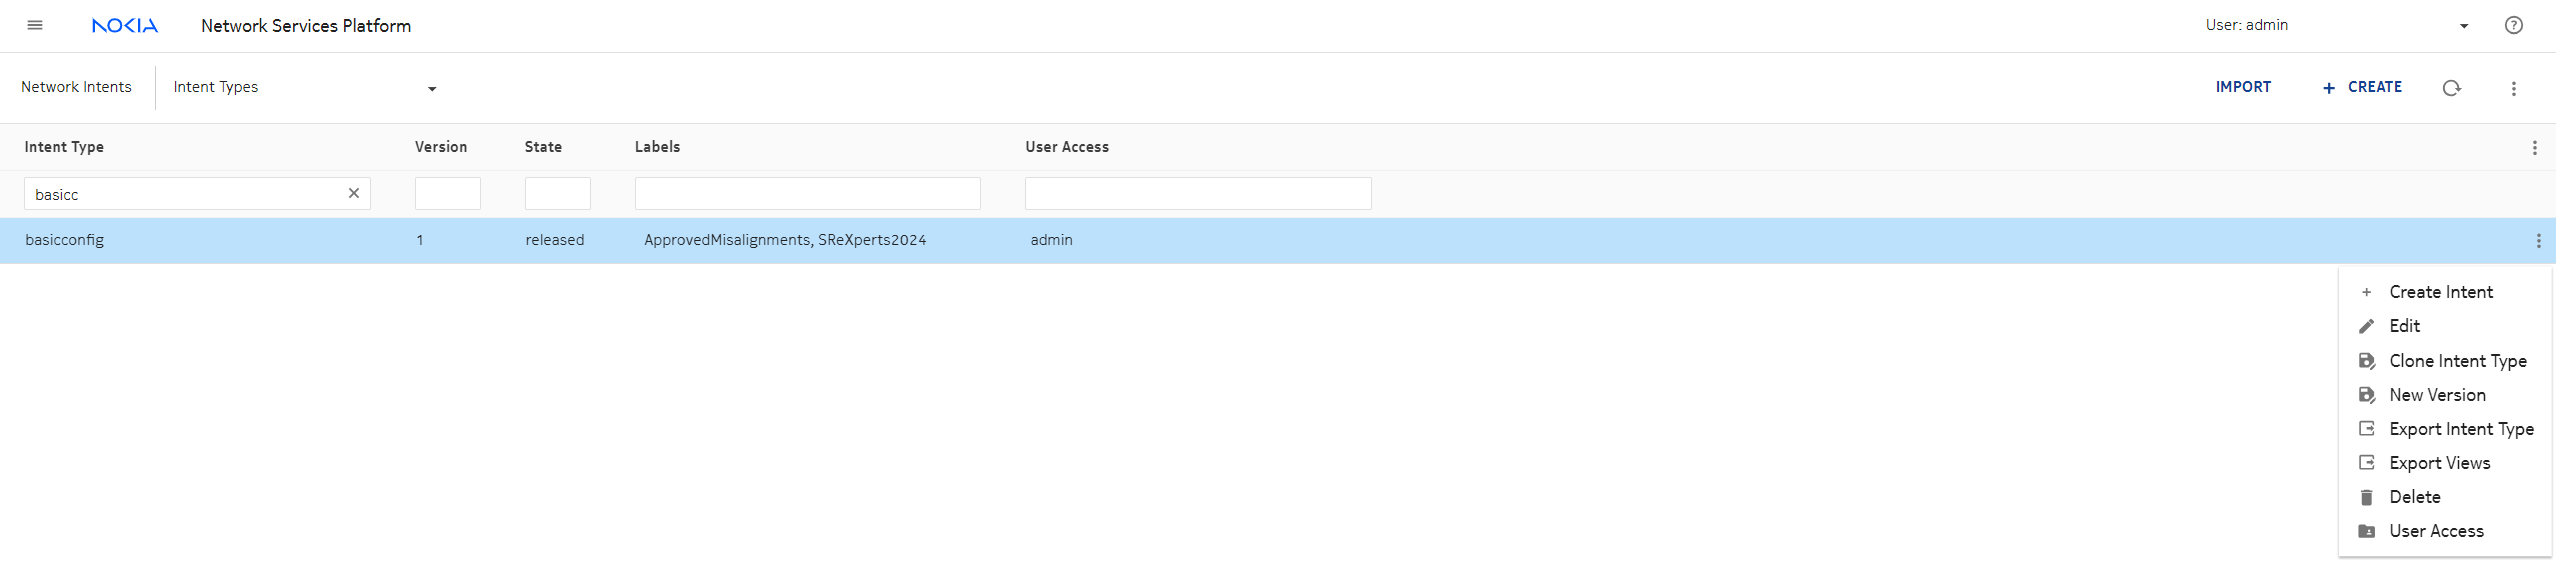 NOKIA Network Services Platform User: admin
Network Intents Intent Types IMPORT + CREATE
Intent Type Version State Labels User Access
basicc
basicconfig 1 released ApprovedMisalignments, SReXperts2024 admin
Create Intent
Edit
Clone Intent Type
New Version
Export Intent Type
Export Views
Delete
User Access